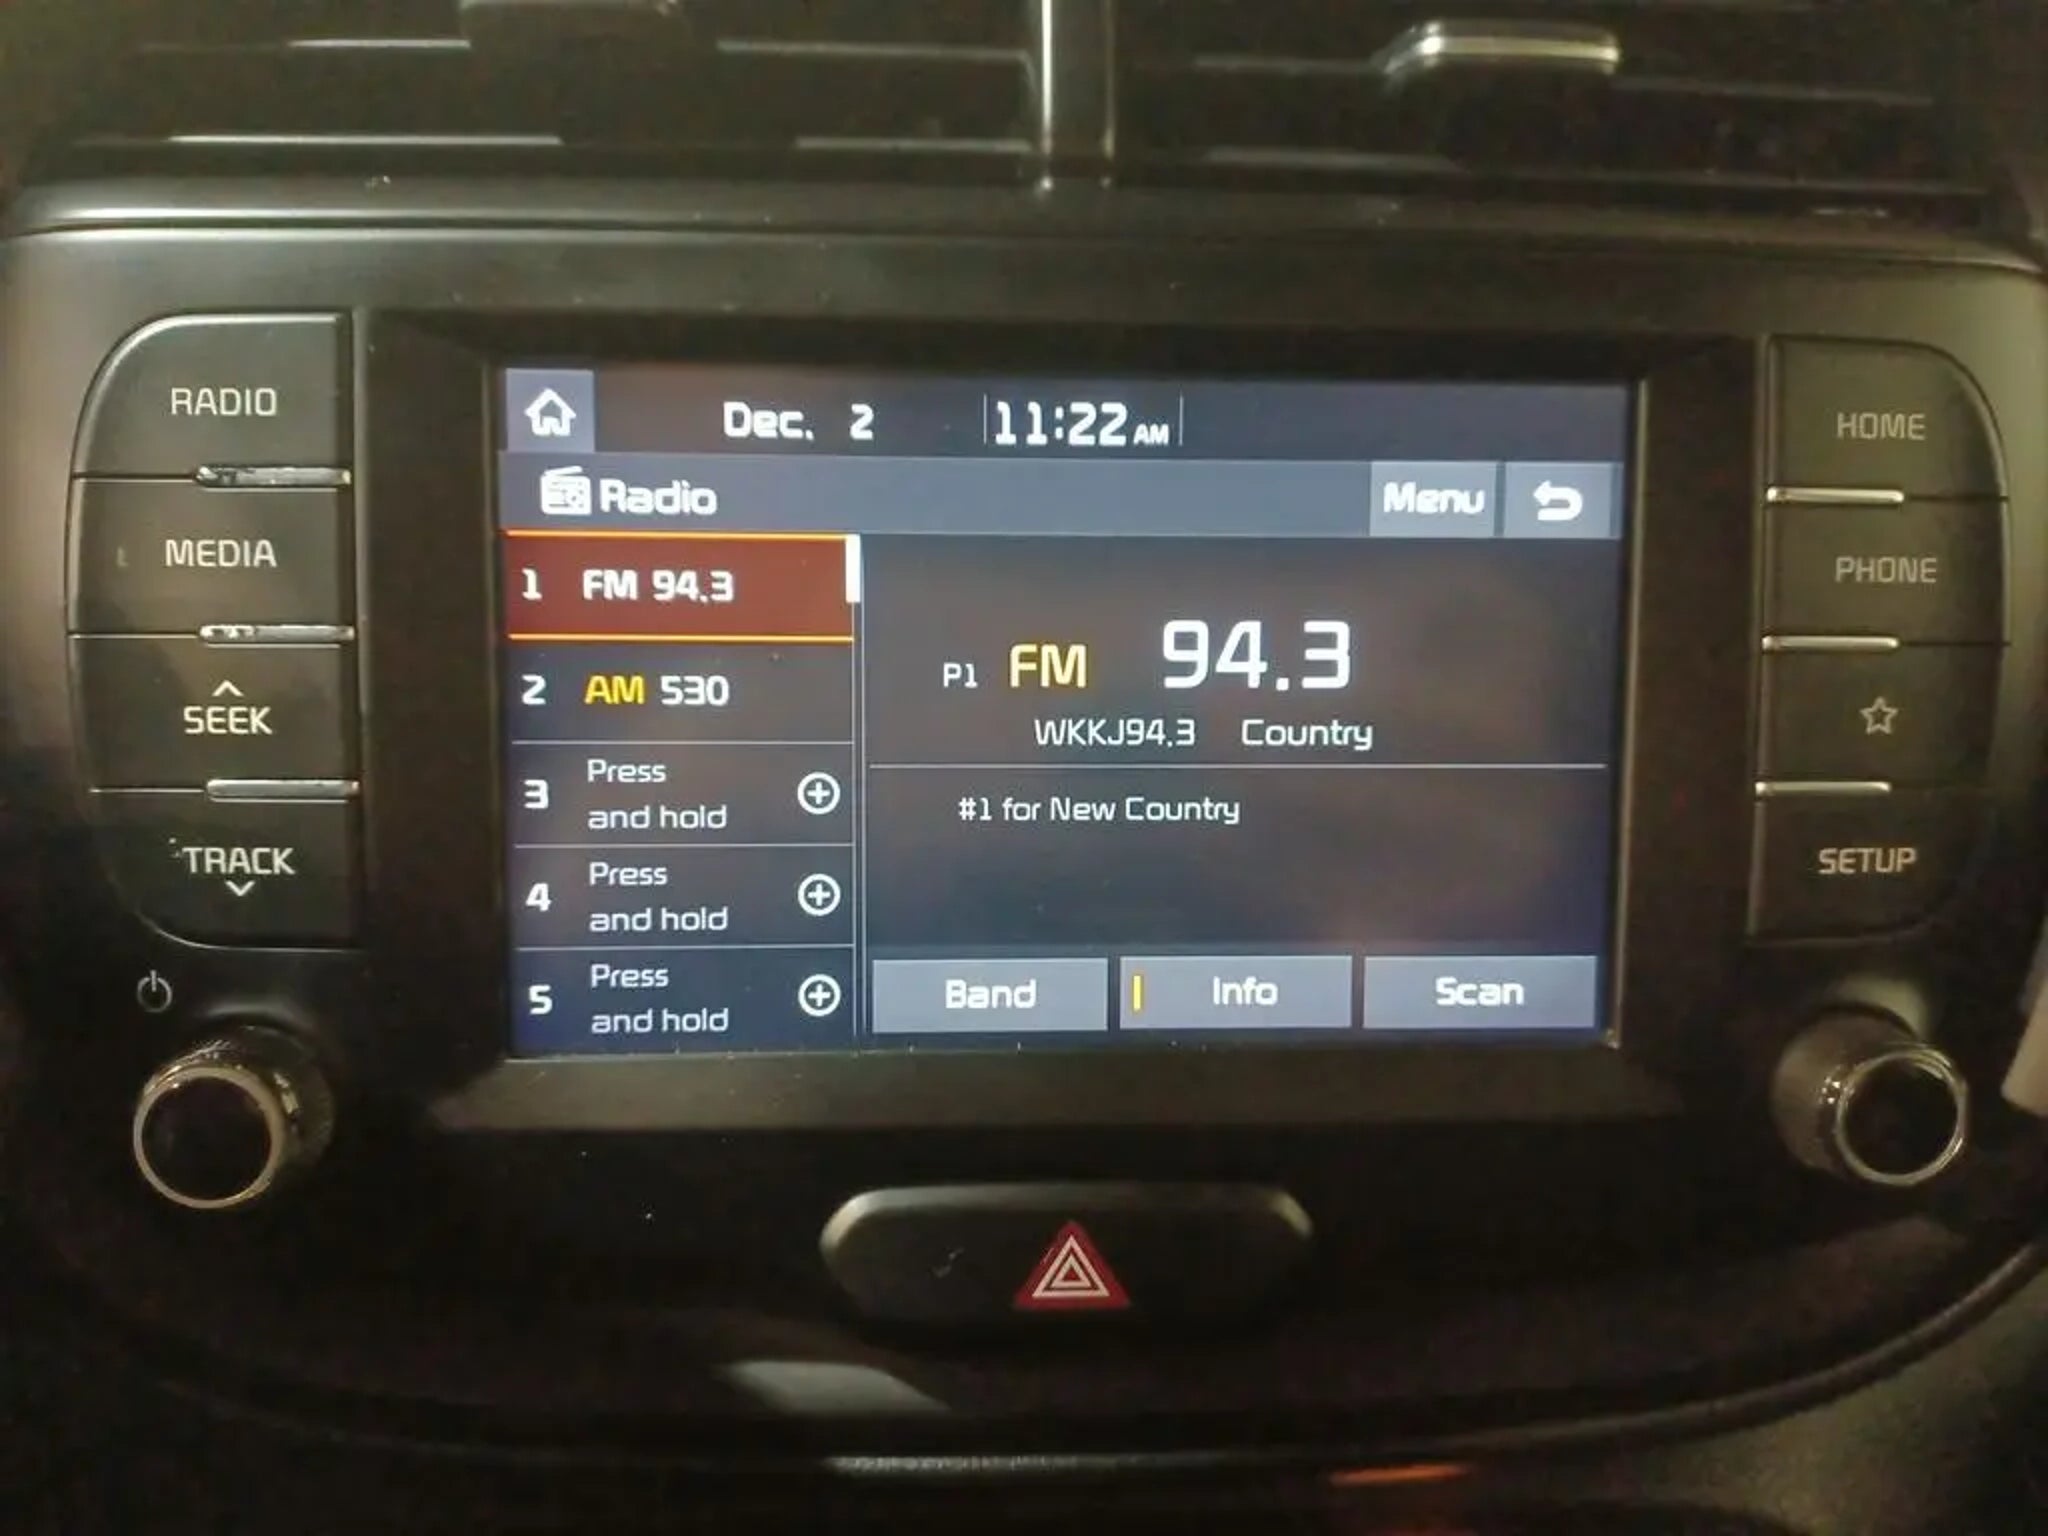 RADIO
MEDIA
SEEK
TRACK
Dec. 2 11:22 AM
Radio Menu
1 FM 94.3
2 AM 530
3 Press
and hold
4 Press
and hold
5 Press
and hold
P1 FM 94.3
WKKJ94.3 Country
#1 for New Country
Band Info Scan
HOME
PHONE
SETUP